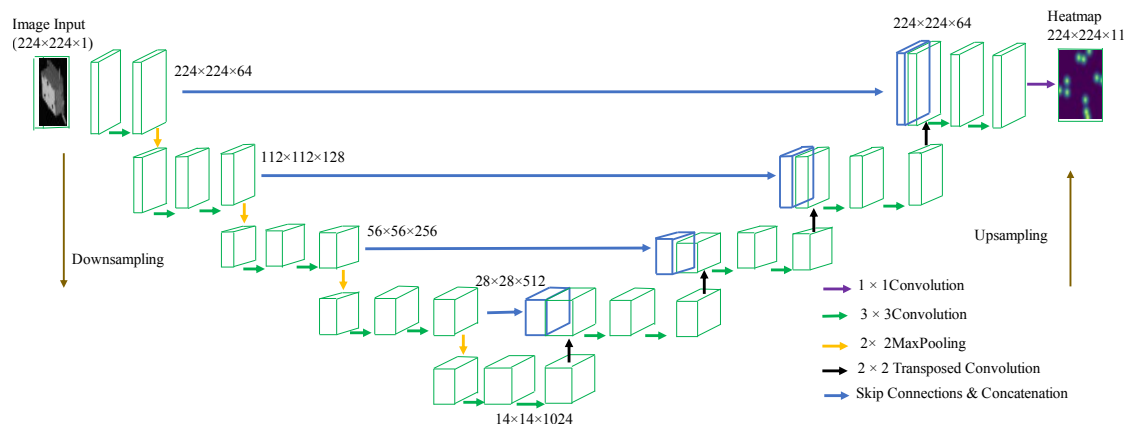 Image Input
(224×224×1)
224×224×64
224×224×64
Heatmap
224×224×11
112×112×128
56×56×256
Downsampling
Upsampling
28×28×512
14×14×1024
1 × 1Convolution
3 × 3Convolution
2× 2MaxPooling
2 × 2 Transposed Convolution
Skip Connections & Concatenation